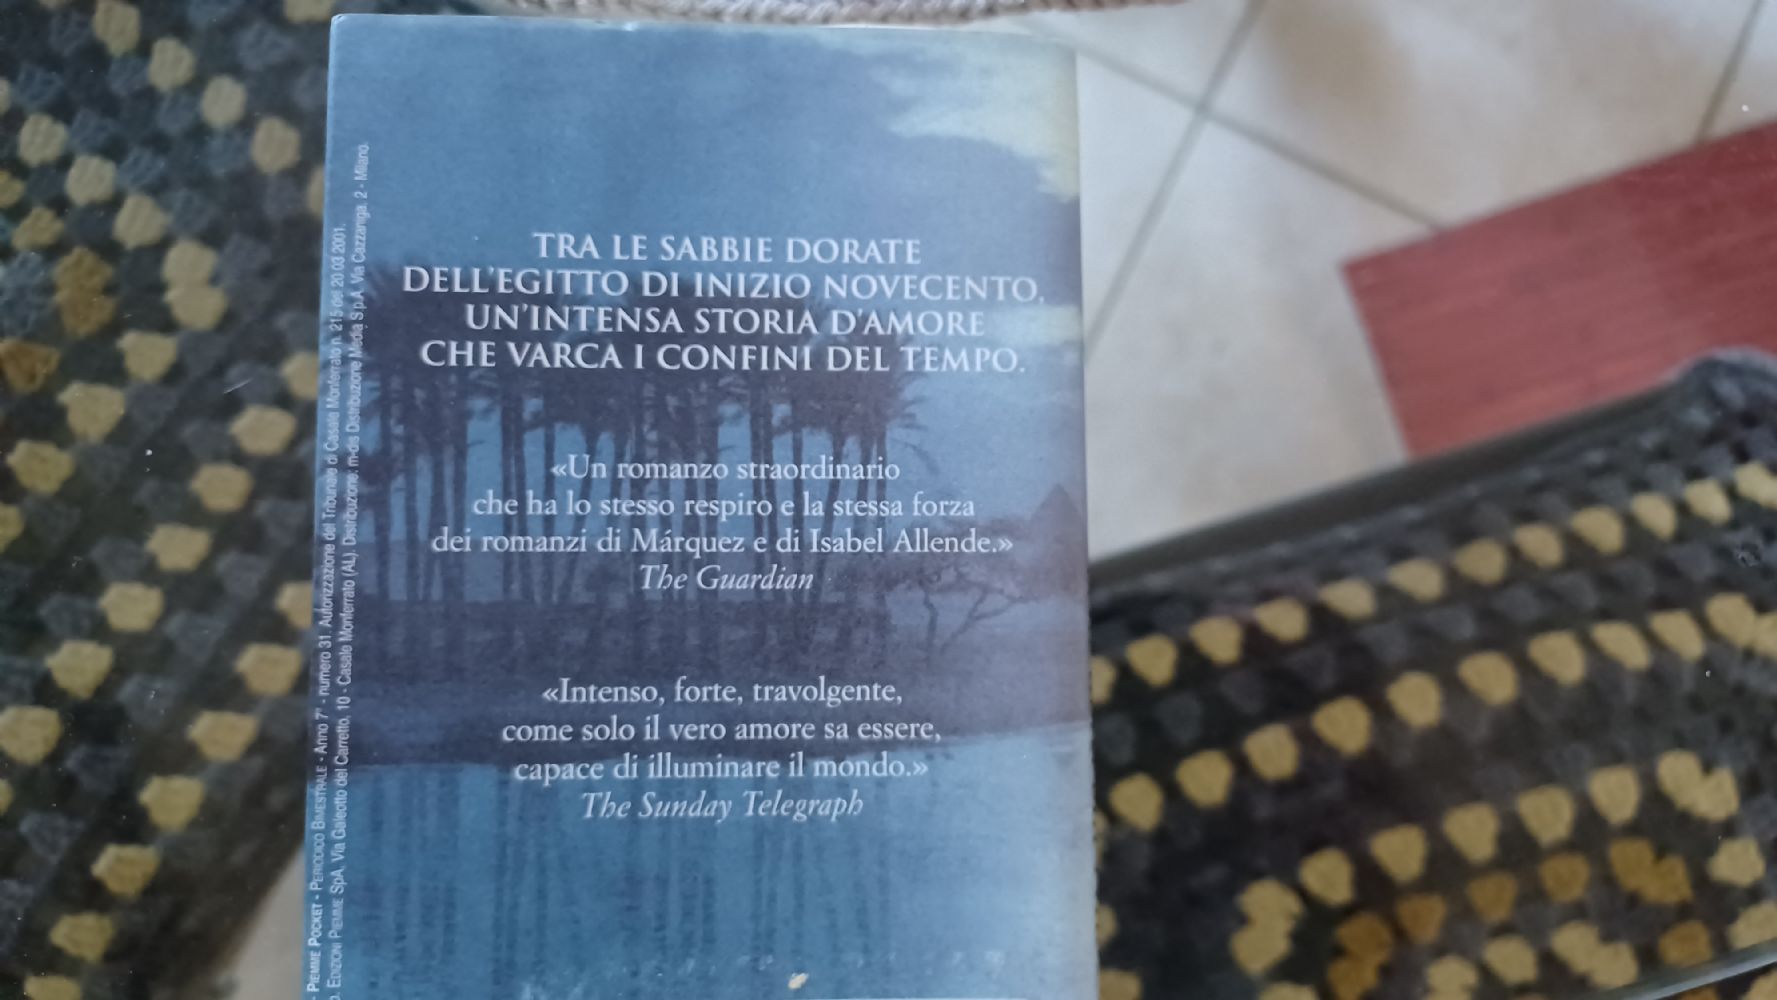 TRA LE SABBIE DORATE
DELL'EGITTO DI INIZIO NOVECENTO,
UN'INTENSA STORIA D'AMORE
CHE VARCA I CONFINI DEL TEMPO.
«Un romanzo straordinario
che ha lo stesso respiro e la stessa forza
dei romanzi di Márquez e di Isabel Allende.»
The Guardian
«Intenso, forte, travolgente,
come solo il vero amore sa essere,
capace di illuminare il mondo.»
The Sunday Telegraph
- PIEMME POCKET - PERIODICO BIMESTRALE - Anno 7° - numero 31. Autorizzazione del Tribunale di Casale Monferrato n. 215 del 20.03.2001.
EDIZIONI PIEMME SpA, Via Galeotto del Carretto, 10 - Casale Monferrato (AL). Distribuzione: m-dis Distribuzione Media S.p.A. Via Cazzaniga, 2 - Milano.